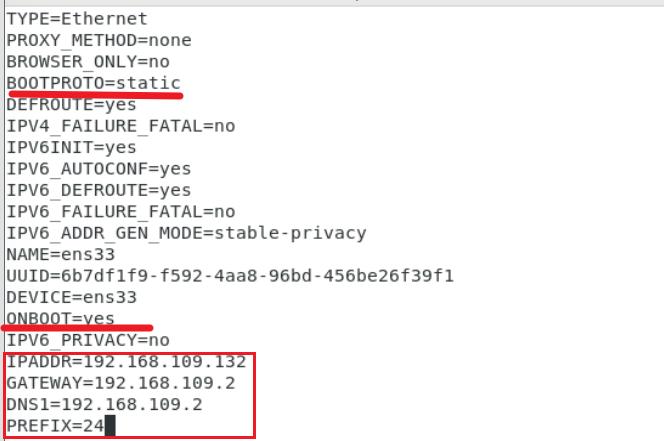 TYPE=Ethernet
PROXY_METHOD=none
BROWSER_ONLY=no
BOOTPROTO=static
DEFROUTE=yes
IPV4_FAILURE_FATAL=no
IPV6INIT=yes
IPV6_AUTOCONF=yes
IPV6_DEFROUTE=yes
IPV6_FAILURE_FATAL=no
IPV6_ADDR_GEN_MODE=stable-privacy
NAME=ens33
UUID=6b7df1f9-f592-4aa8-96bd-456be26f39f1
DEVICE=ens33
ONBOOT=yes
IPV6_PRIVACY=no
IPADDR=192.168.109.132
GATEWAY=192.168.109.2
DNS1=192.168.109.2
PREFIX=24